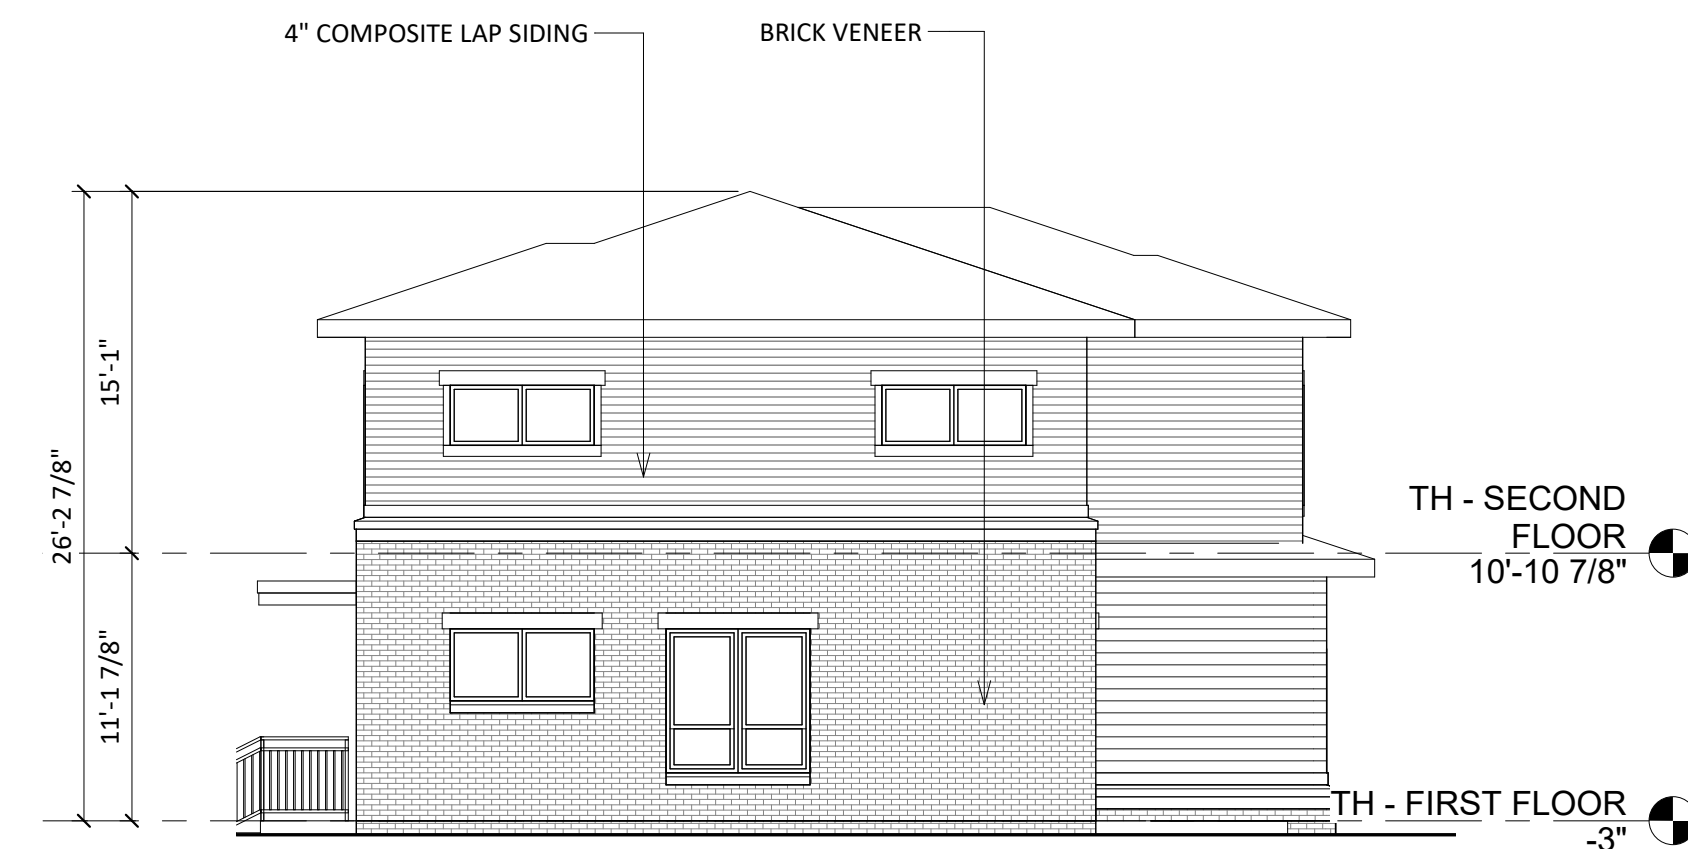 4" COMPOSITE LAP SIDING
BRICK VENEER
15'-1"
26'-2 7/8"
11'-1 7/8"
TH - SECOND
FLOOR
10'-10 7/8"
TH - FIRST FLOOR
-3"